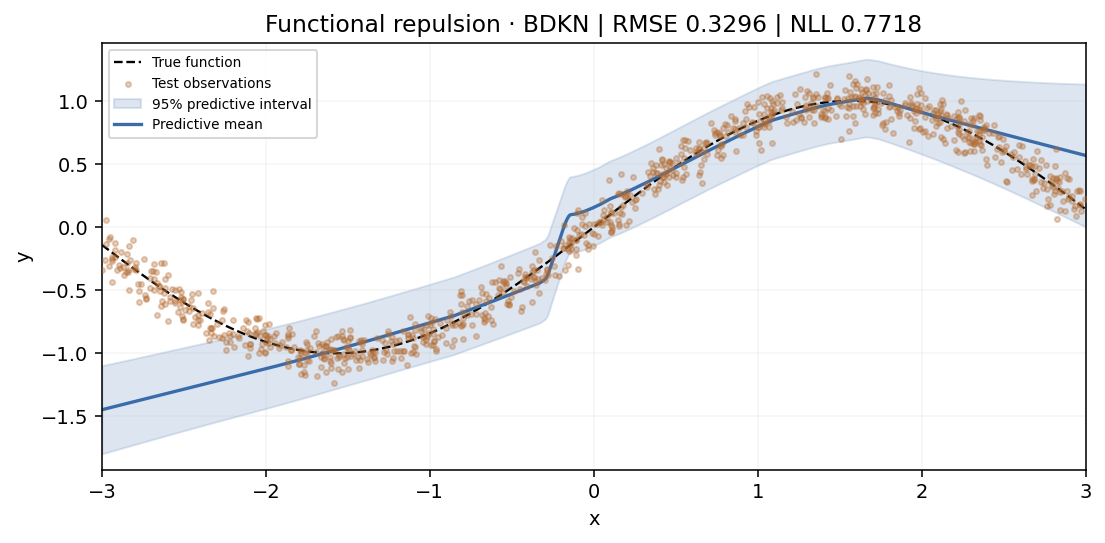 Functional repulsion · BDKN | RMSE 0.3296 | NLL 0.7718
True function
Test observations
95% predictive interval
Predictive mean
y
1.0
0.5
0.0
−0.5
−1.0
−1.5
−3
−2
−1
0
1
2
3
x